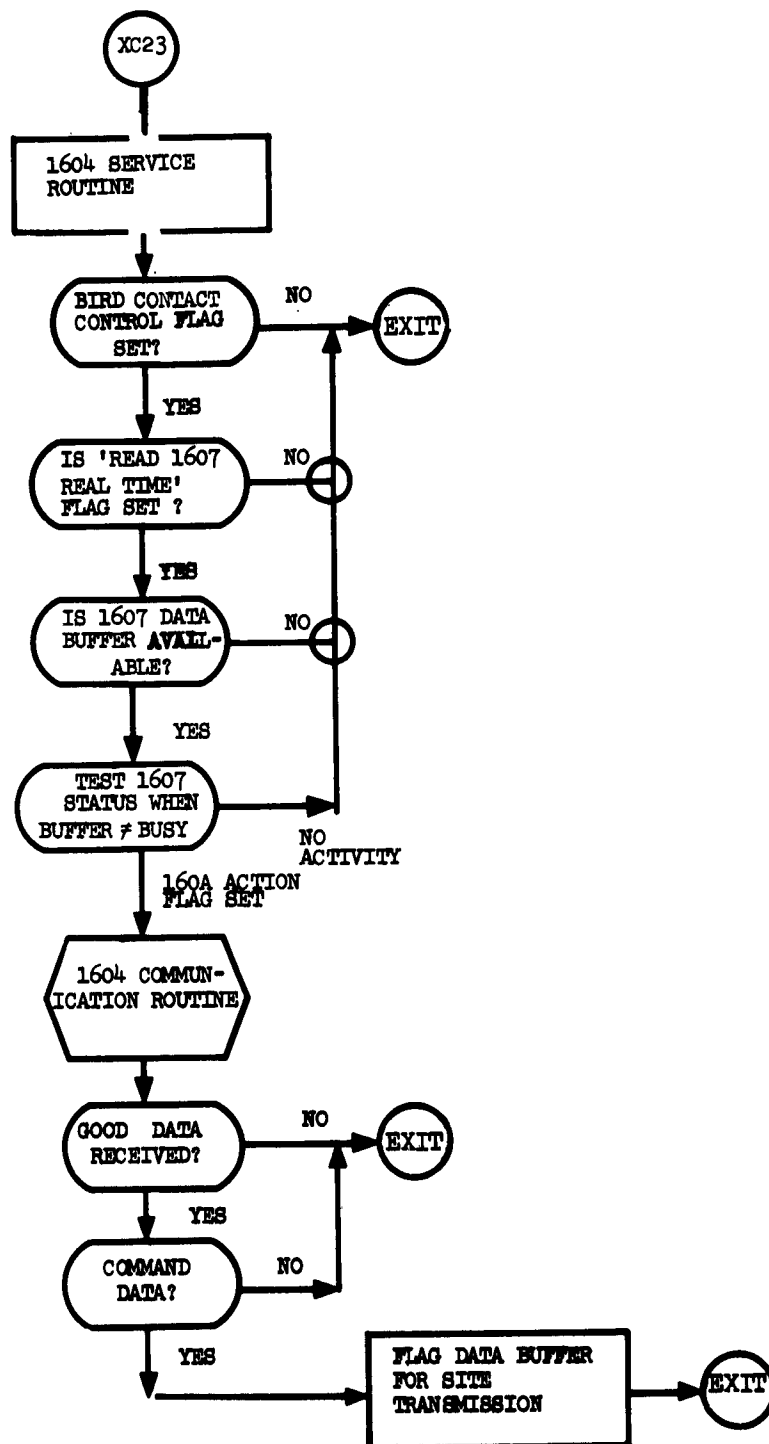 XC23
1604 SERVICE
ROUTINE
BIRD CONTACT
CONTROL FLAG
SET?
NO
EXIT
YES
IS 'READ 1607
REAL TIME'
FLAG SET ?
NO
YES
IS 1607 DATA
BUFFER AVAIL-
ABLE?
NO
YES
TEST 1607
STATUS WHEN
BUFFER ≠ BUSY
NO
ACTIVITY
160A ACTION
FLAG SET
1604 COMMUN-
ICATION ROUTINE
GOOD DATA
RECEIVED?
NO
EXIT
YES
COMMAND
DATA?
NO
YES
FLAG DATA BUFFER
FOR SITE
TRANSMISSION
EXIT